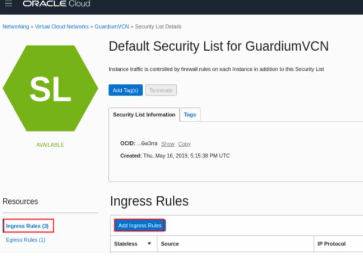 ORACLE Cloud
Networking » Virtual Cloud Networks » GuardiumVCN » Security List Details
Default Security List for GuardiumVCN
Instance traffic is controlled by firewall rules on each Instance in addition to this Security List
SL
AVAILABLE
Add Tag(s) Terminate
Security List Information Tags
OCID: Show Copy
Created: Thu, May 16, 2019, 5:15:38 PM UTC
Resources
Ingress Rules (3)
Egress Rules (1)
Ingress Rules
Add Ingress Rules
Stateless ▼ Source IP Protocol